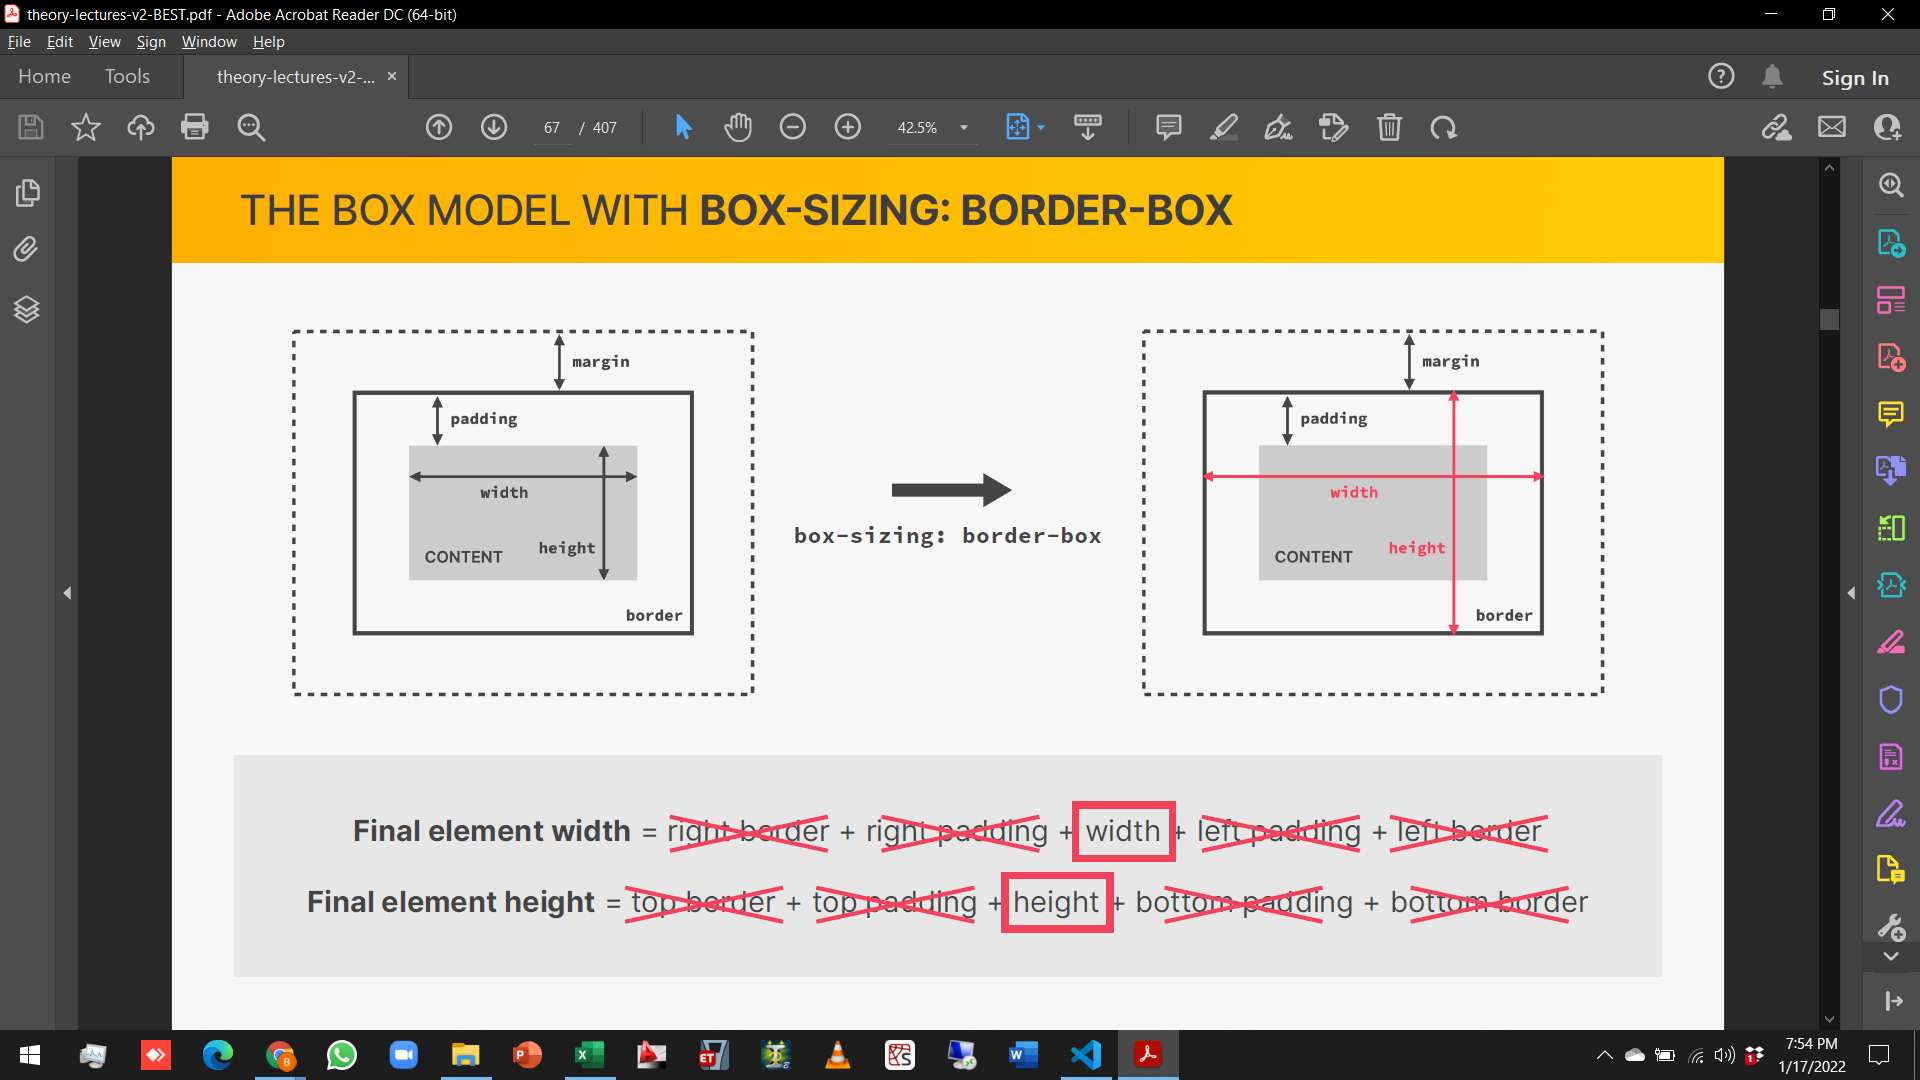 theory-lectures-v2-BEST.pdf - Adobe Acrobat Reader DC (64-bit)
File Edit View Sign Window Help
Home Tools theory-lectures-v2-... × Sign In
67 / 407 42.5%
THE BOX MODEL WITH BOX-SIZING: BORDER-BOX
margin
padding
width
height
CONTENT
border
box-sizing: border-box
margin
padding
width
height
CONTENT
border
Final element width = right border + right padding + width + left padding + left border
Final element height = top border + top padding + height + bottom padding + bottom border
7:54 PM
1/17/2022